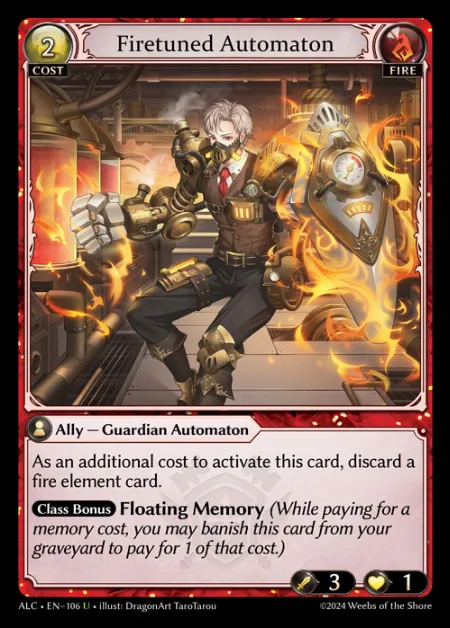 2
Firetuned Automaton
COST
FIRE
Ally — Guardian Automaton
As an additional cost to activate this card, discard a
fire element card.
Class Bonus Floating Memory (While paying for a
memory cost, you may banish this card from your
graveyard to pay for 1 of that cost.)
3
1
ALC • EN-106 U • illust: DragonArt TaroTarou
©2024 Weebs of the Shore